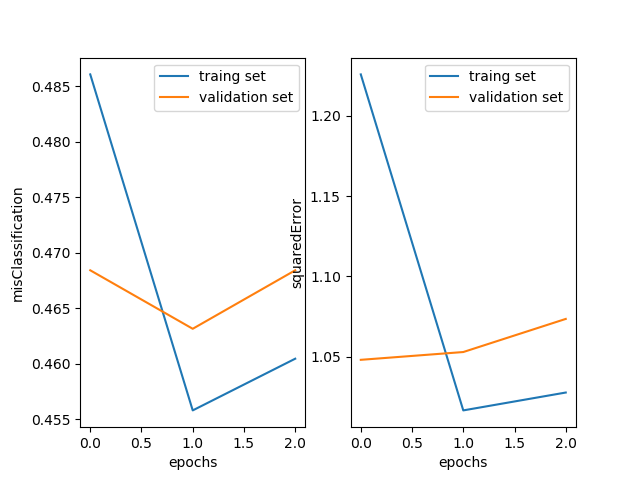 traing set
validation set
0.485
0.480
0.475
0.470
0.465
0.460
0.455
misClassification
0.0 0.5 1.0 1.5 2.0
epochs
traing set
validation set
1.20
1.15
1.10
1.05
squaredError
0.0 0.5 1.0 1.5 2.0
epochs